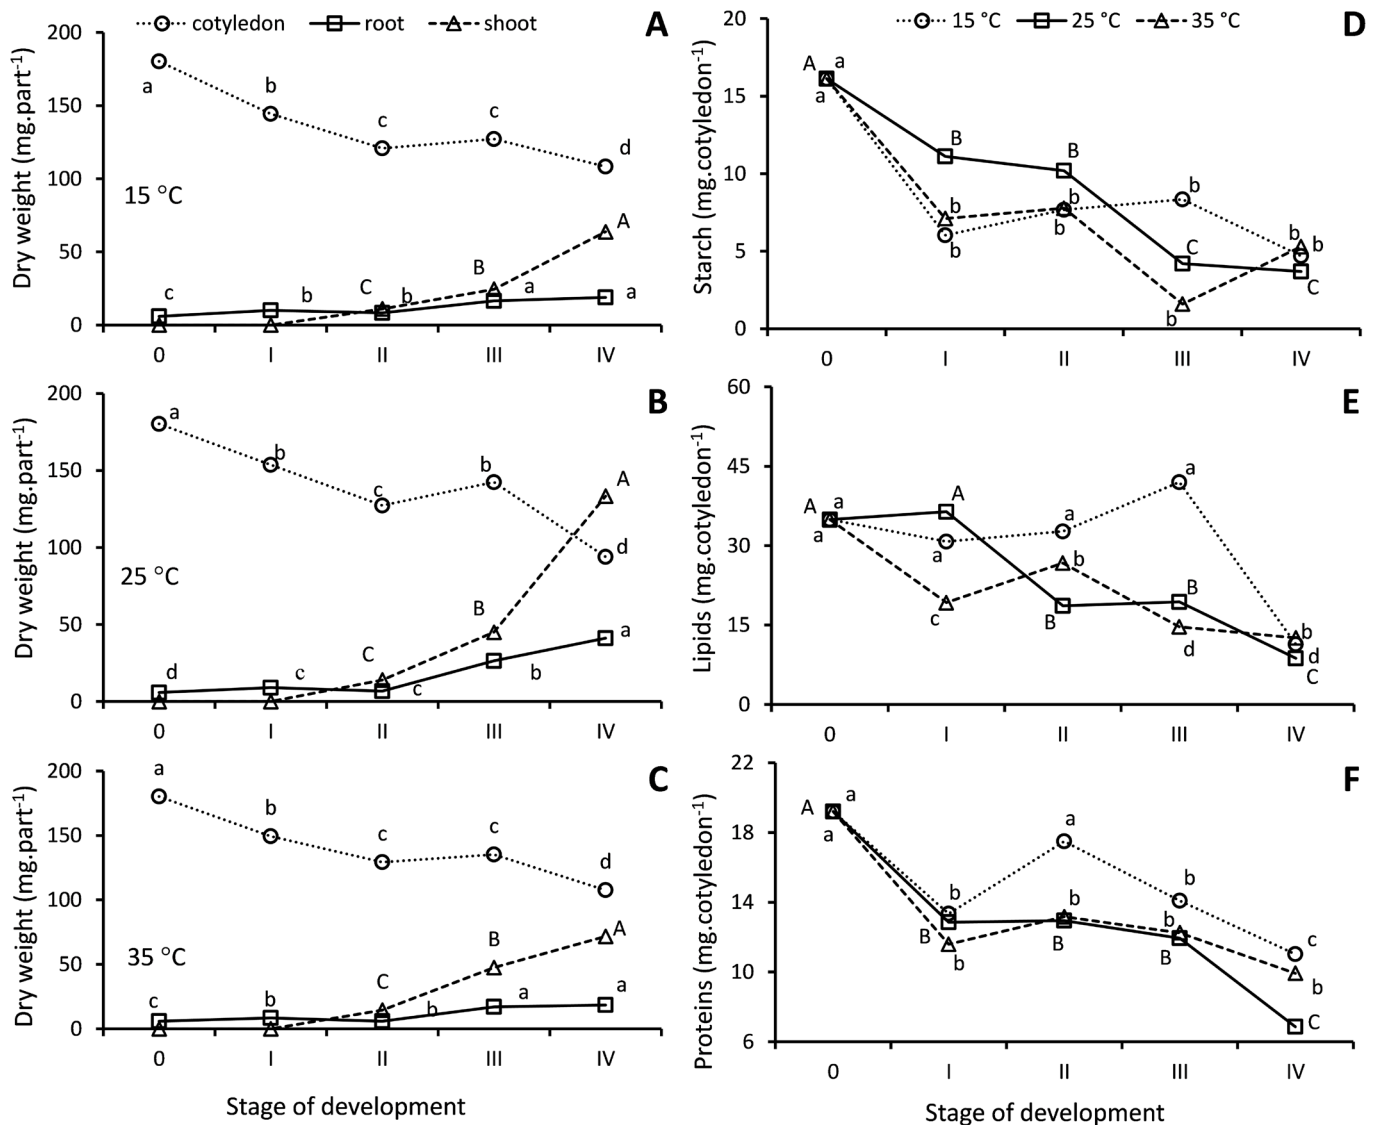 cotyledon root shoot
A
200
150
100
50
0
Dry weight (mg.part-1)
15 °C
a b c c d
A
B
C
c b b a a
0 I II III IV
B
200
150
100
50
0
Dry weight (mg.part-1)
25 °C
a b c b d
A
B
C
d c c b a
0 I II III IV
C
200
150
100
50
0
Dry weight (mg.part-1)
35 °C
a b c c d
A
B
C
c b b a a
0 I II III IV
Stage of development
15 °C 25 °C 35 °C
D
20
15
10
5
0
Starch (mg.cotyledon-1)
A a
a
B B
b b b b b
b b b
C C
0 I II III IV
E
60
45
30
15
0
Lipids (mg.cotyledon-1)
A a
a
A
a a a
c b
B B
d
b
d
C
0 I II III IV
F
22
18
14
10
6
Proteins (mg.cotyledon-1)
A a
a
b a b c
B b b b
b B B
C
0 I II III IV
Stage of development